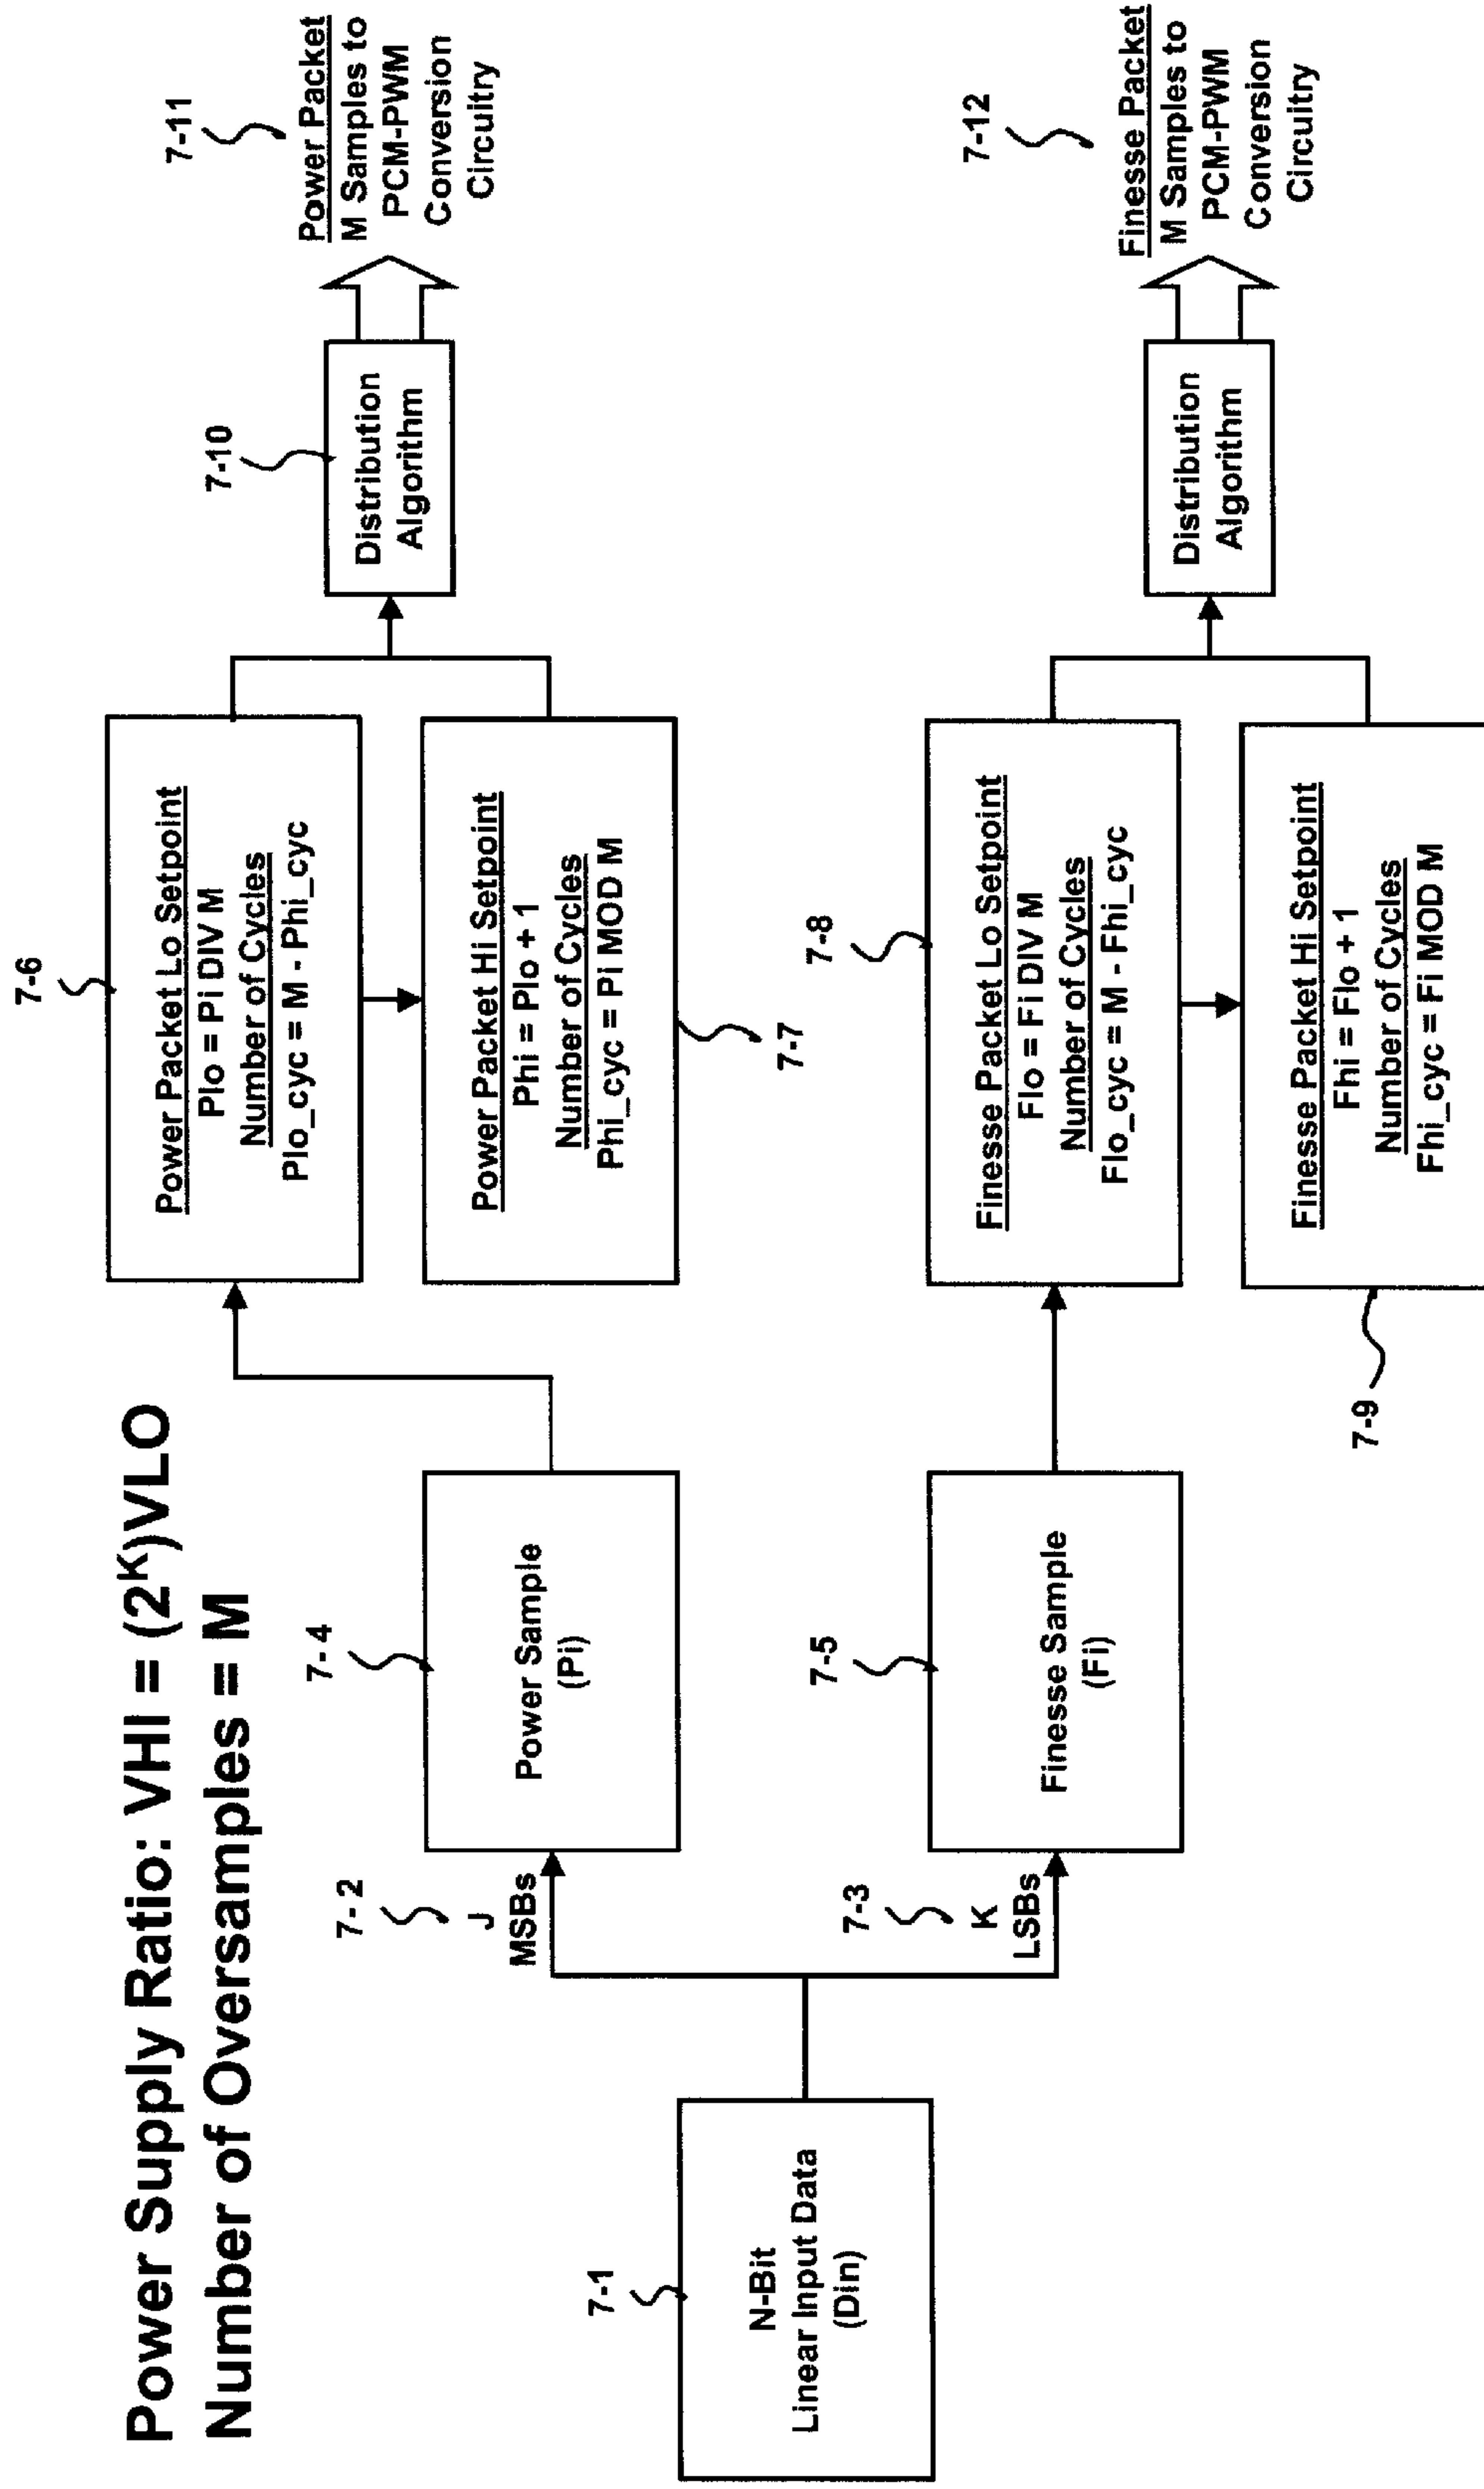 Power Supply Ratio: VHI = (2ᴷ)VLO
Number of Oversamples = M
7-1
N-Bit
Linear Input Data
(Din)
7- 2
J
MSBs
7-3
K
LSBs
7- 4
Power Sample
(Pi)
7-5
Finesse Sample
(Fi)
7-6
Power Packet Lo Setpoint
Plo = Pi DIV M
Number of Cycles
Plo_cyc = M - Phi_cyc
Power Packet Hi Setpoint
Phi = Plo + 1
Number of Cycles
Phi_cyc = Pi MOD M
7-7
7-8
Finesse Packet Lo Setpoint
Flo = Fi DIV M
Number of Cycles
Flo_cyc = M - Fhi_cyc
Finesse Packet Hi Setpoint
Fhi = Flo + 1
Number of Cycles
Fhi_cyc = Fi MOD M
7-9
7-10
Distribution
Algorithm
7-11
Power Packet
M Samples to
PCM-PWM
Conversion
Circuitry
Distribution
Algorithm
7-12
Finesse Packet
M Samples to
PCM-PWM
Conversion
Circuitry